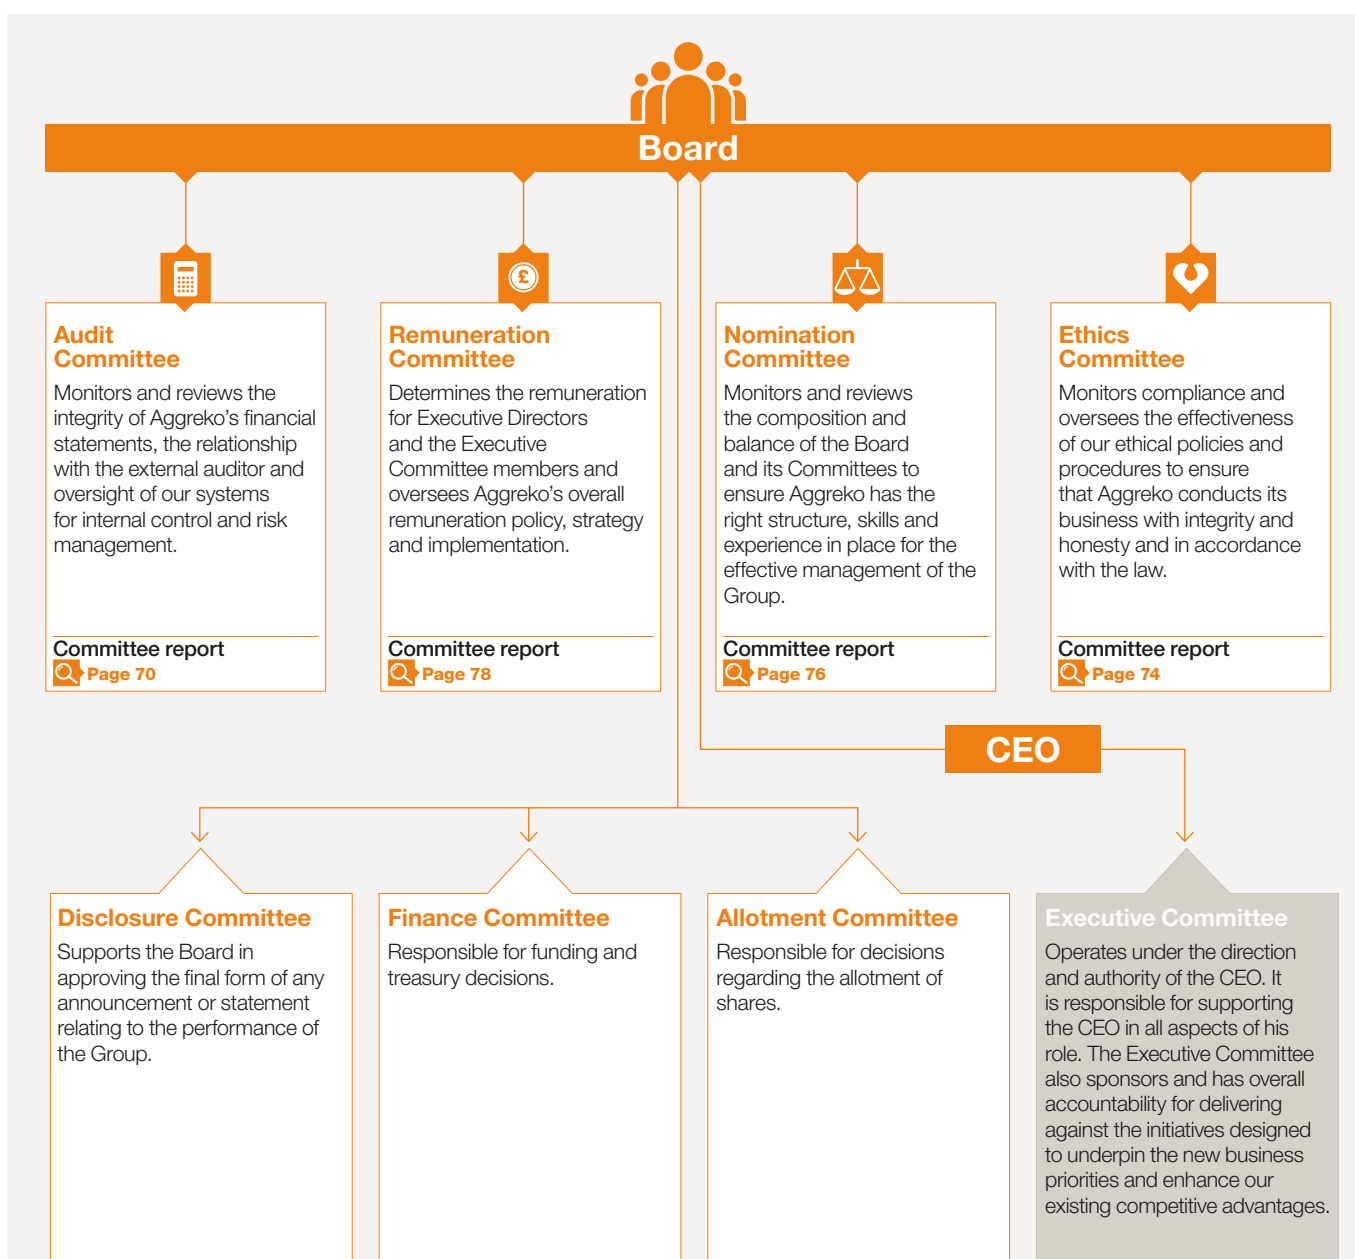 Board
Audit
Committee
Monitors and reviews the
integrity of Aggreko’s financial
statements, the relationship
with the external auditor and
oversight of our systems
for internal control and risk
management.
Committee report
Page 70
£
Remuneration
Committee
Determines the remuneration
for Executive Directors
and the Executive
Committee members and
oversees Aggreko’s overall
remuneration policy, strategy
and implementation.
Committee report
Page 78
Nomination
Committee
Monitors and reviews
the composition and
balance of the Board
and its Committees to
ensure Aggreko has the
right structure, skills and
experience in place for the
effective management of the
Group.
Committee report
Page 76
Ethics
Committee
Monitors compliance and
oversees the effectiveness
of our ethical policies and
procedures to ensure
that Aggreko conducts its
business with integrity and
honesty and in accordance
with the law.
Committee report
Page 74
CEO
Disclosure Committee
Supports the Board in
approving the final form of any
announcement or statement
relating to the performance of
the Group.
Finance Committee
Responsible for funding and
treasury decisions.
Allotment Committee
Responsible for decisions
regarding the allotment of
shares.
Executive Committee
Operates under the direction
and authority of the CEO. It
is responsible for supporting
the CEO in all aspects of his
role. The Executive Committee
also sponsors and has overall
accountability for delivering
against the initiatives designed
to underpin the new business
priorities and enhance our
existing competitive advantages.